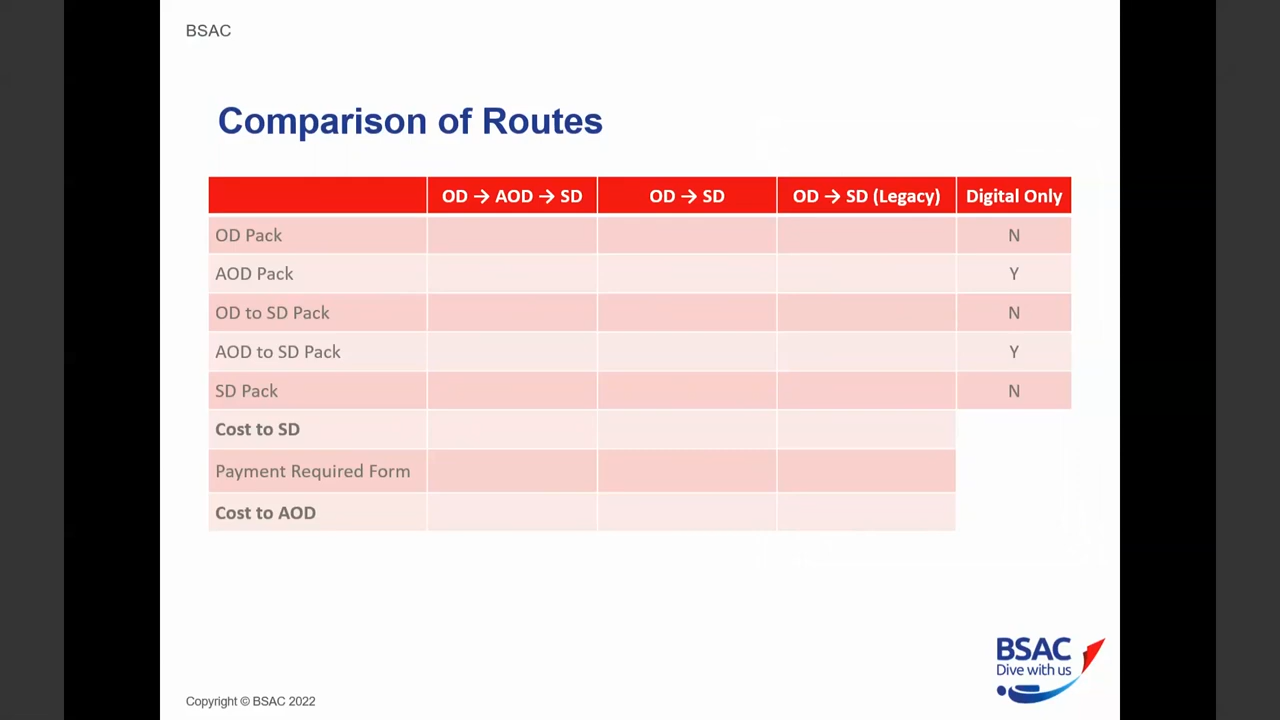 BSAC
Comparison of Routes
OD → AOD → SD OD → SD OD → SD (Legacy) Digital Only
OD Pack N
AOD Pack Y
OD to SD Pack N
AOD to SD Pack Y
SD Pack N
Cost to SD
Payment Required Form
Cost to AOD
BSAC
Dive with us
Copyright © BSAC 2022